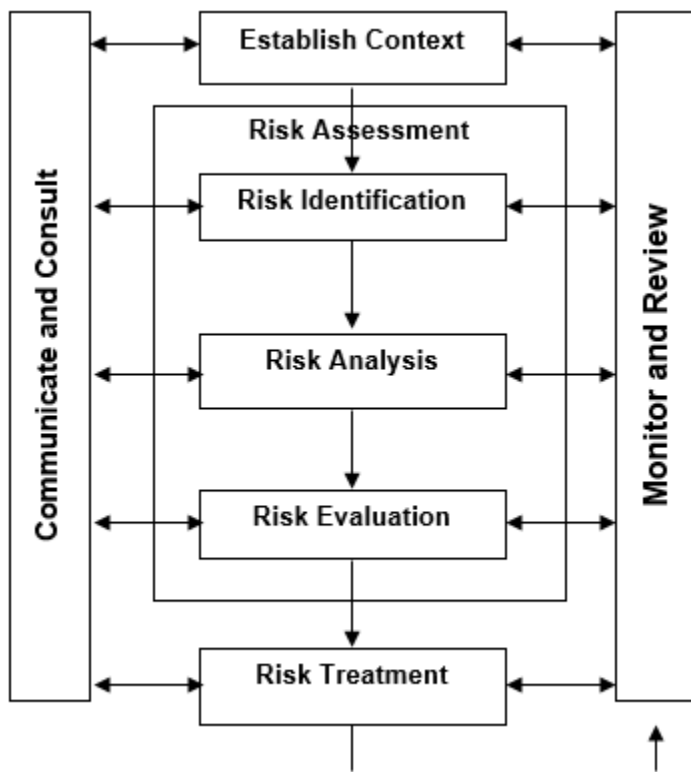 Establish Context
Risk Assessment
Risk Identification
Risk Analysis
Risk Evaluation
Risk Treatment
Communicate and Consult
Monitor and Review